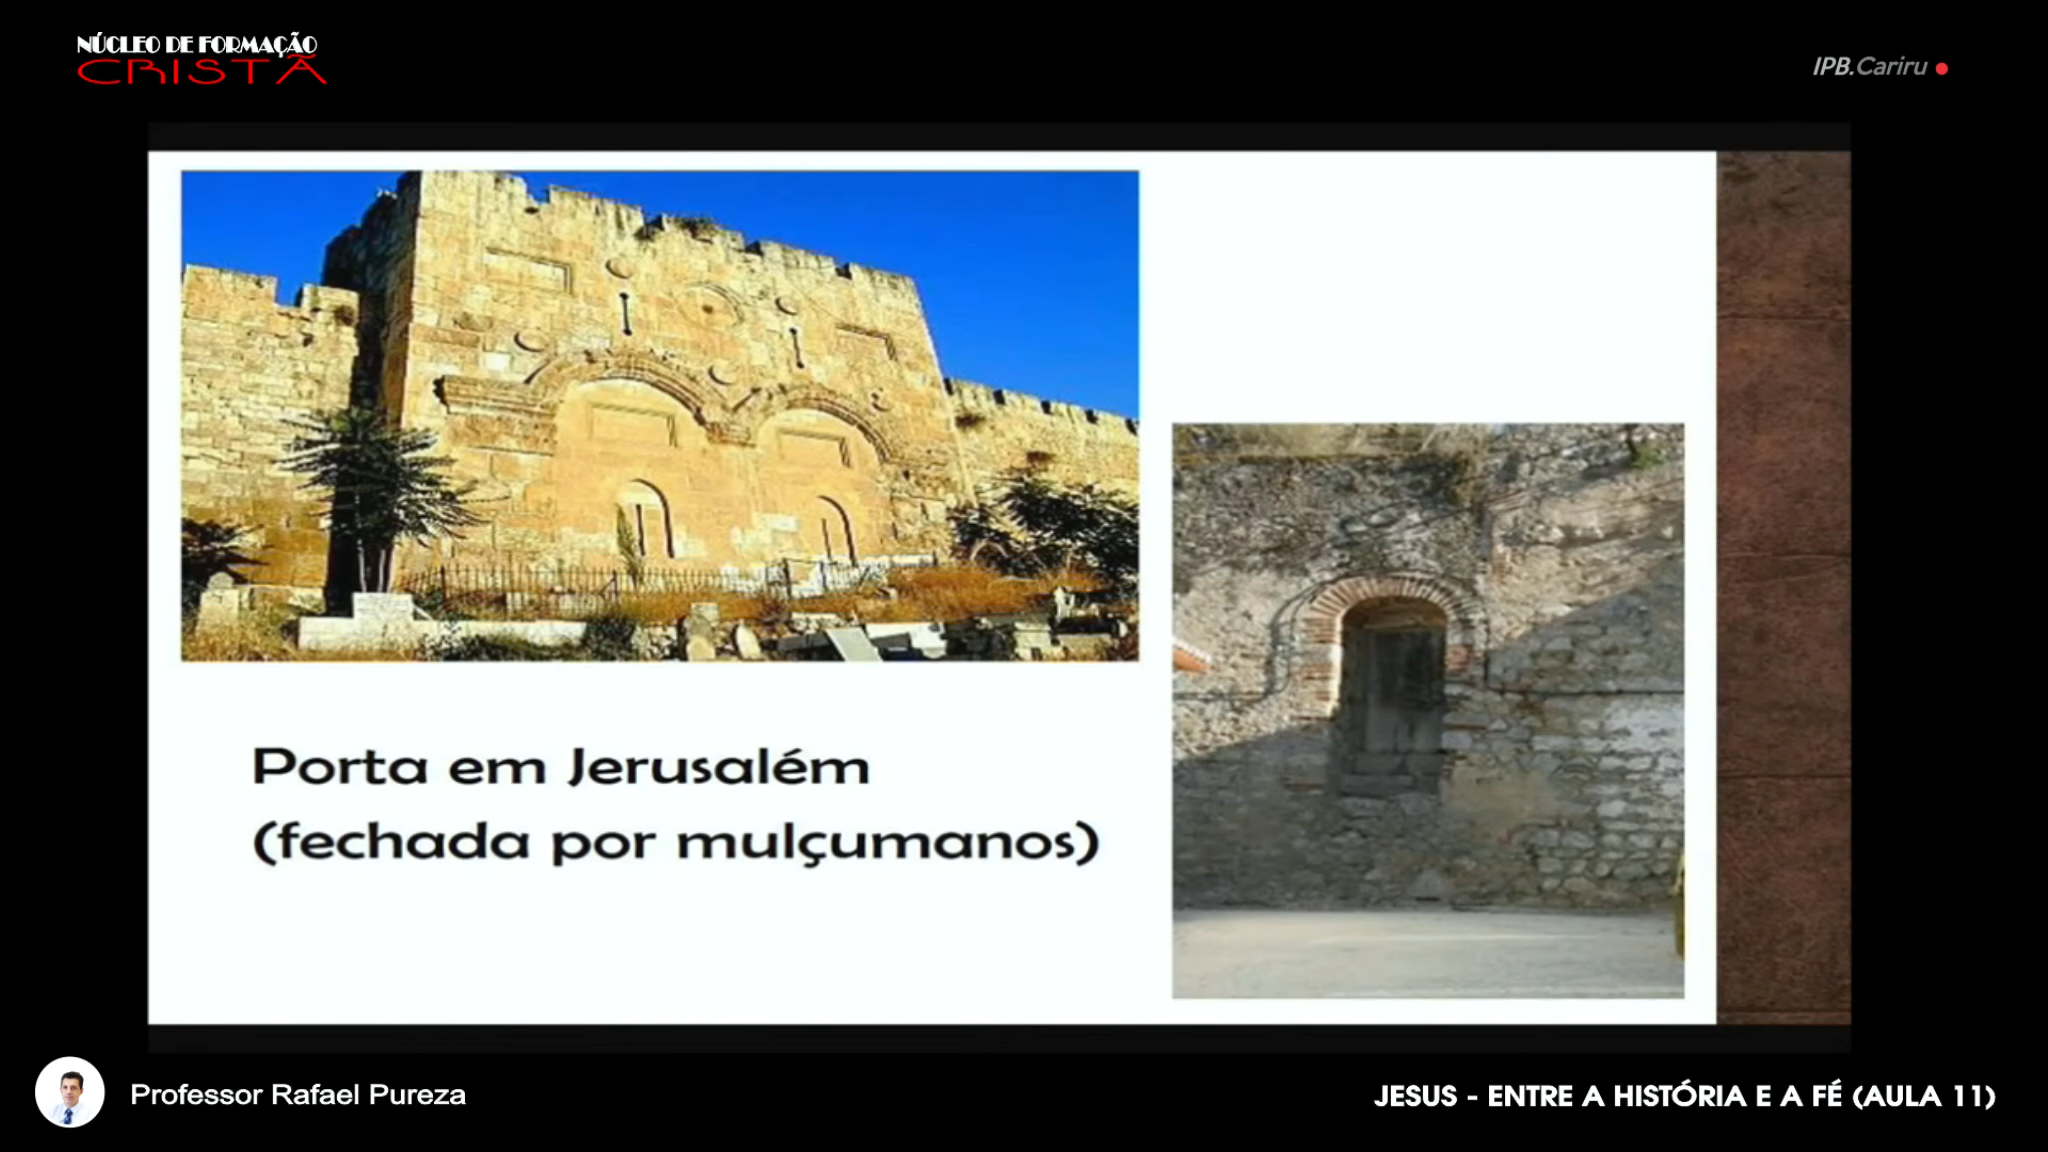 NÚCLEO DE FORMAÇÃO
CRISTÃ
IPB.Cariru
Porta em Jerusalém
(fechada por mulçumanos)
Professor Rafael Pureza
JESUS - ENTRE A HISTÓRIA E A FÉ (AULA 11)